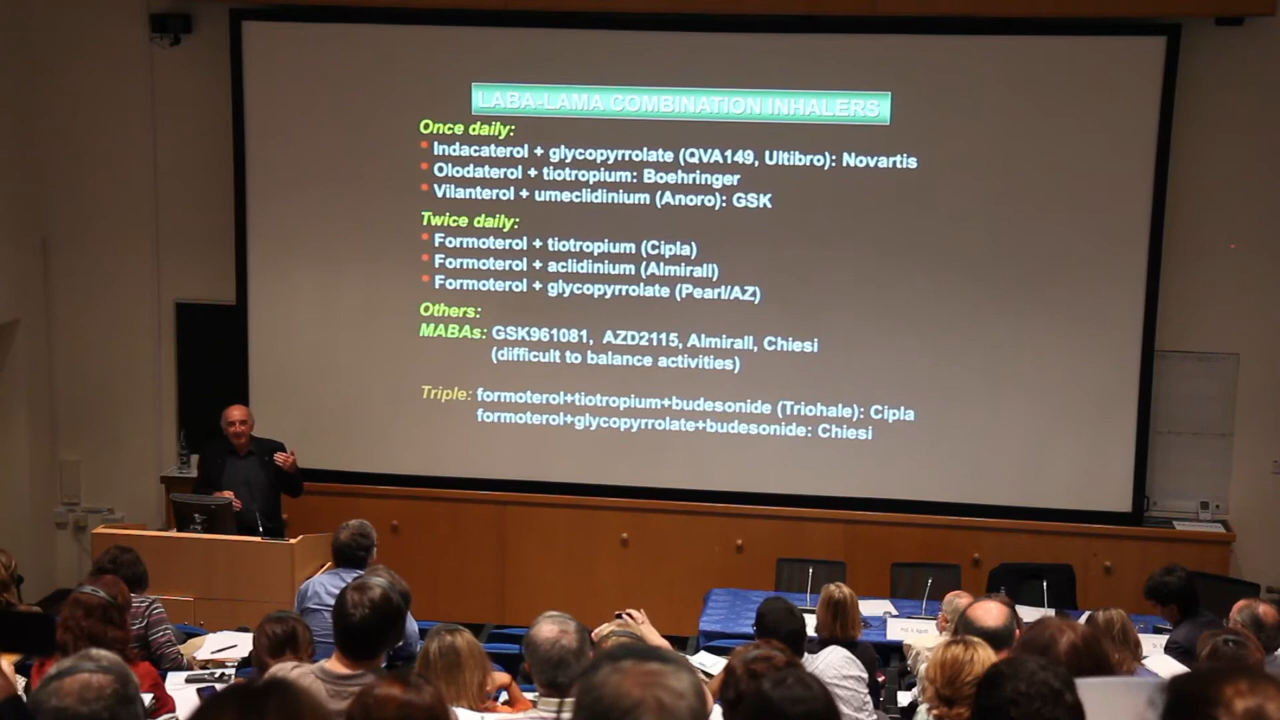 LABA-LAMA COMBINATION INHALERS
Once daily:
* Indacaterol + glycopyrrolate (QVA149, Ultibro): Novartis
* Olodaterol + tiotropium: Boehringer
* Vilanterol + umeclidinium (Anoro): GSK
Twice daily:
* Formoterol + tiotropium (Cipla)
* Formoterol + aclidinium (Almirall)
* Formoterol + glycopyrrolate (Pearl/AZ)
Others:
MABAs: GSK961081, AZD2115, Almirall, Chiesi
(difficult to balance activities)
Triple: formoterol+tiotropium+budesonide (Triohale): Cipla
formoterol+glycopyrrolate+budesonide: Chiesi